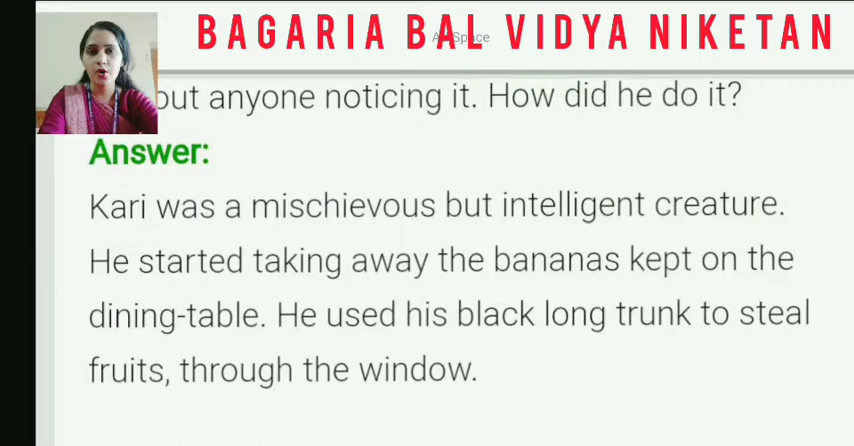 BAGARIA BAL VIDYA NIKETAN
out anyone noticing it. How did he do it?
Answer:
Kari was a mischievous but intelligent creature.
He started taking away the bananas kept on the
dining-table. He used his black long trunk to steal
fruits, through the window.